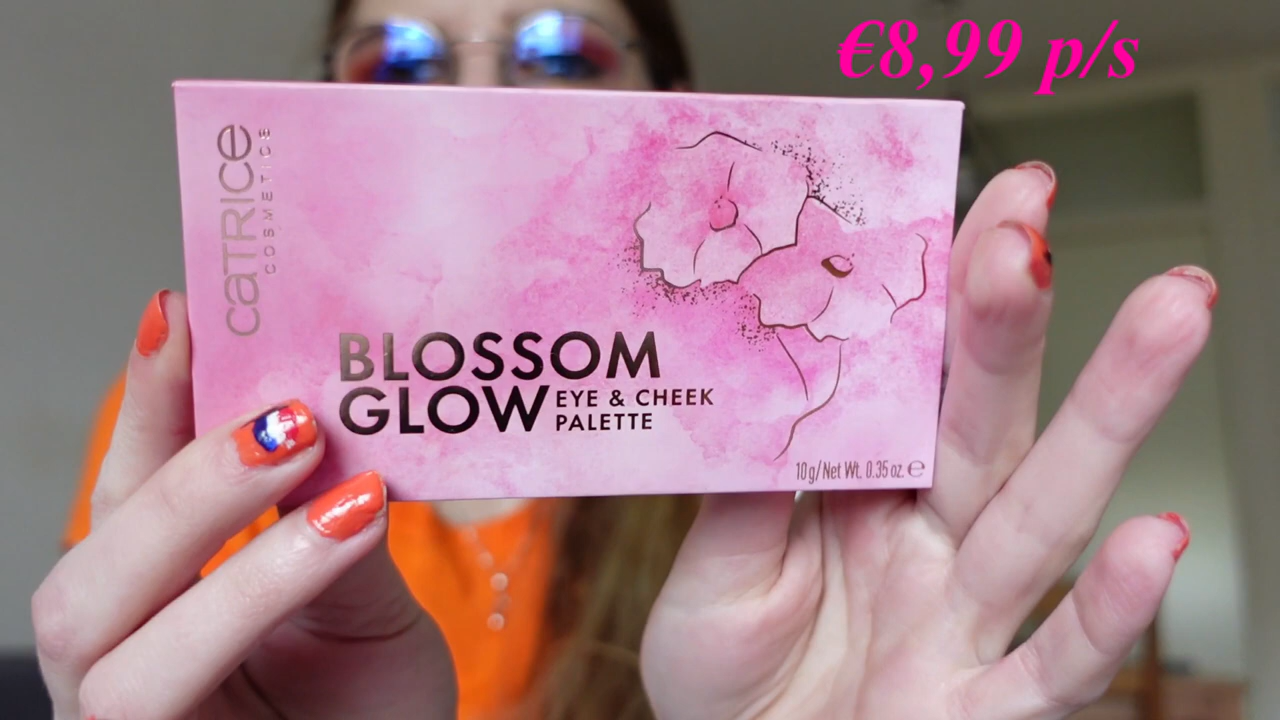 €8,99 p/s
CATRICE
COSMETICS
BLOSSOM
GLOW EYE & CHEEK
PALETTE
10g/Net Wt. 0.35 oz. ℮